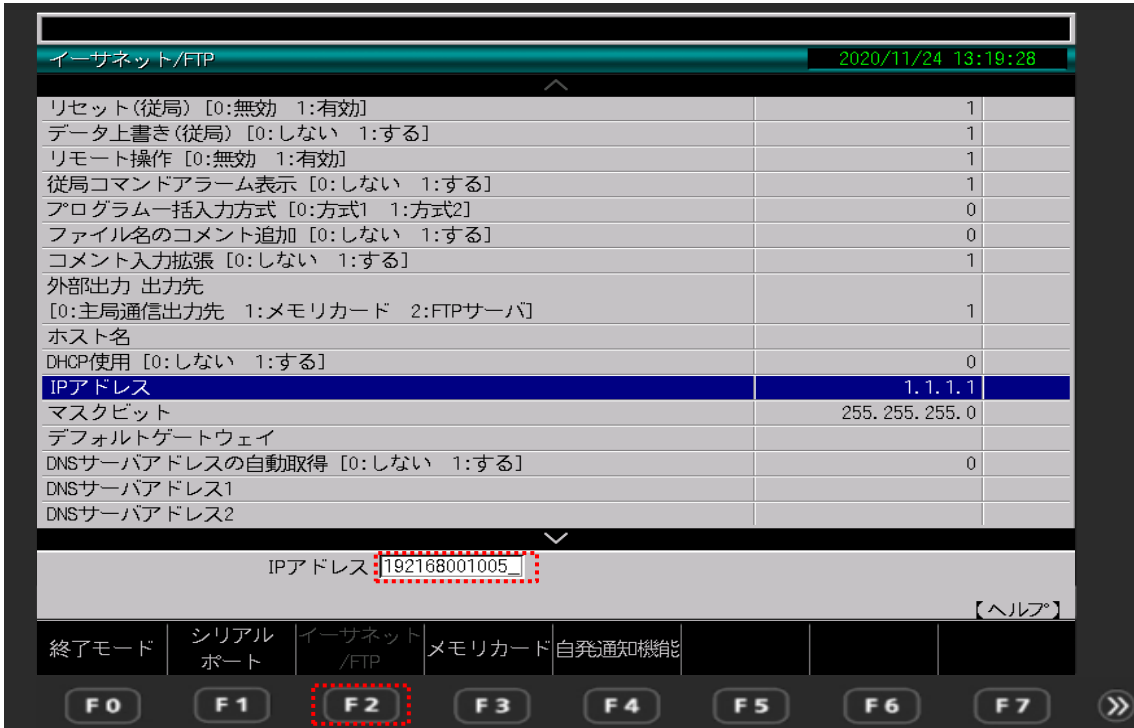 イーサネット/FTP 2020/11/24 13:19:28
リセット(従局) [0:無効 1:有効] 1
データ上書き(従局) [0:しない 1:する] 1
リモート操作 [0:無効 1:有効] 1
従局コマンドアラーム表示 [0:しない 1:する] 1
プログラム一括入力方式 [0:方式1 1:方式2] 0
ファイル名のコメント追加 [0:しない 1:する] 0
コメント入力拡張 [0:しない 1:する] 1
外部出力 出力先
[0:主局通信出力先 1:メモリカード 2:FTPサーバ] 1
ホスト名
DHCP使用 [0:しない 1:する] 0
IPアドレス 1.1.1.1
マスクビット 255.255.255.0
デフォルトゲートウェイ
DNSサーバアドレスの自動取得 [0:しない 1:する] 0
DNSサーバアドレス1
DNSサーバアドレス2
IPアドレス 192168001005_
【ヘルプ】
終了モード シリアル イーサネット メモリカード 自発通知機能
ポート /FTP
F0 F1 F2 F3 F4 F5 F6 F7